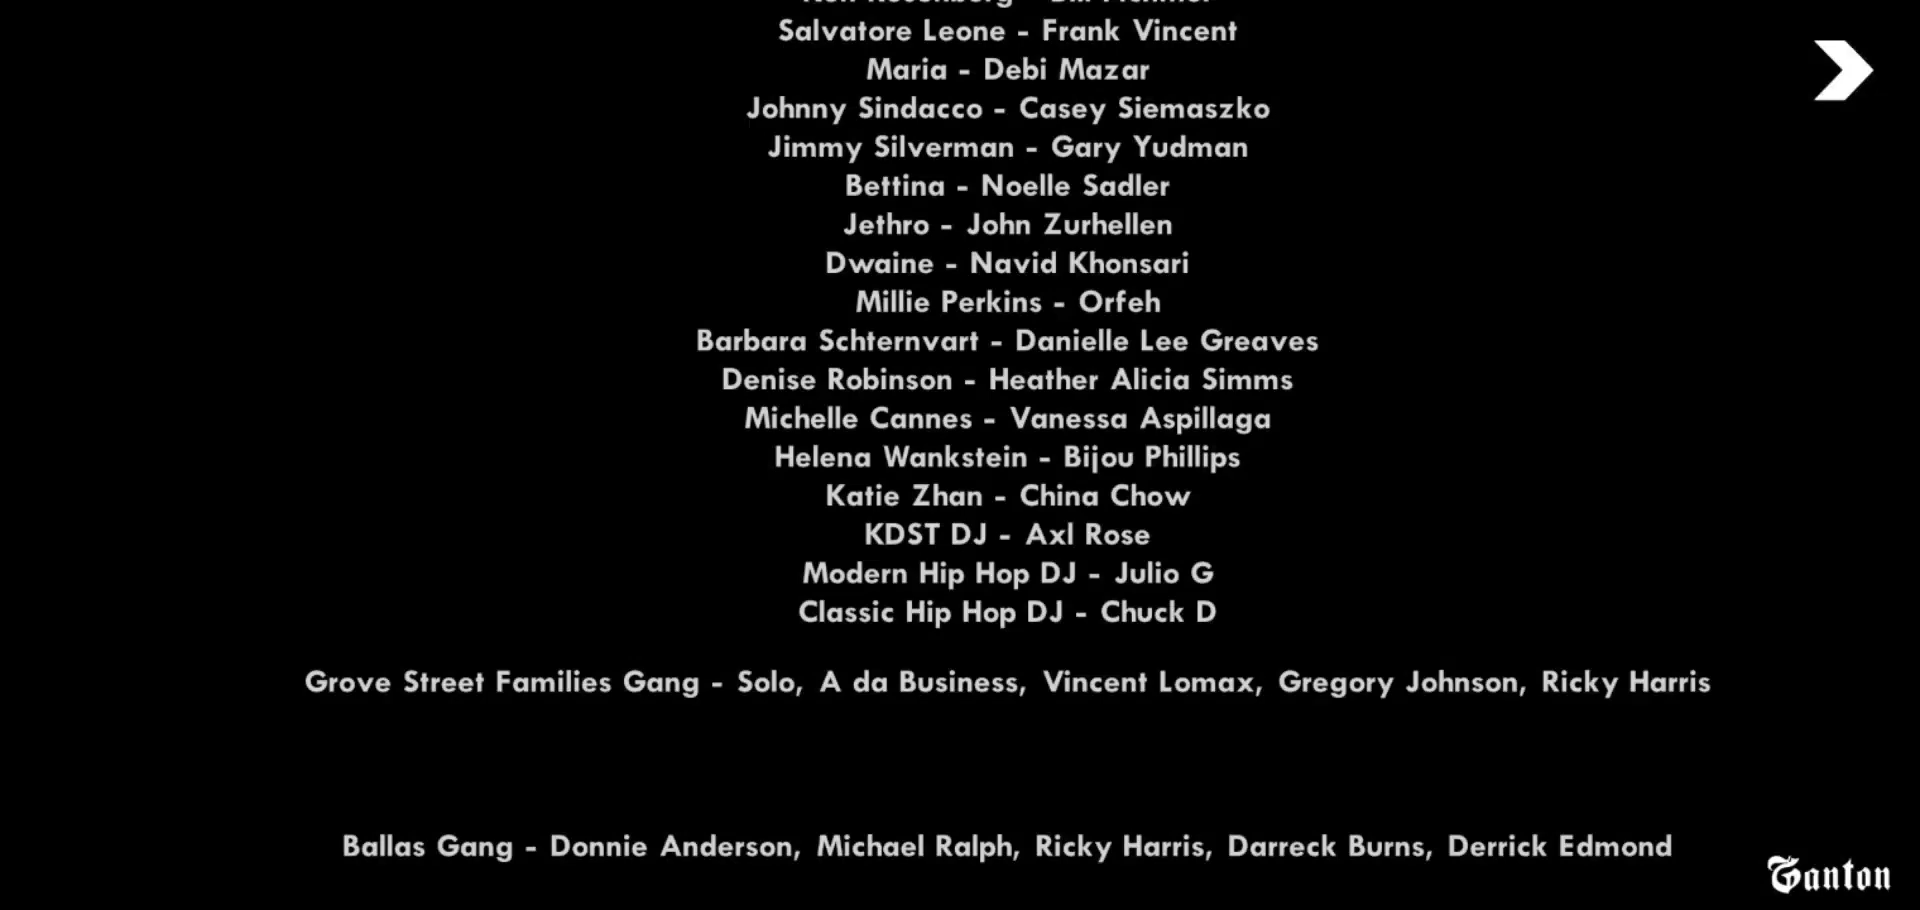 Salvatore Leone - Frank Vincent
Maria - Debi Mazar
Johnny Sindacco - Casey Siemaszko
Jimmy Silverman - Gary Yudman
Bettina - Noelle Sadler
Jethro - John Zurhellen
Dwaine - Navid Khonsari
Millie Perkins - Orfeh
Barbara Schternvart - Danielle Lee Greaves
Denise Robinson - Heather Alicia Simms
Michelle Cannes - Vanessa Aspillaga
Helena Wankstein - Bijou Phillips
Katie Zhan - China Chow
KDST DJ - Axl Rose
Modern Hip Hop DJ - Julio G
Classic Hip Hop DJ - Chuck D
Grove Street Families Gang - Solo, A da Business, Vincent Lomax, Gregory Johnson, Ricky Harris
Ballas Gang - Donnie Anderson, Michael Ralph, Ricky Harris, Darreck Burns, Derrick Edmond
Ganton